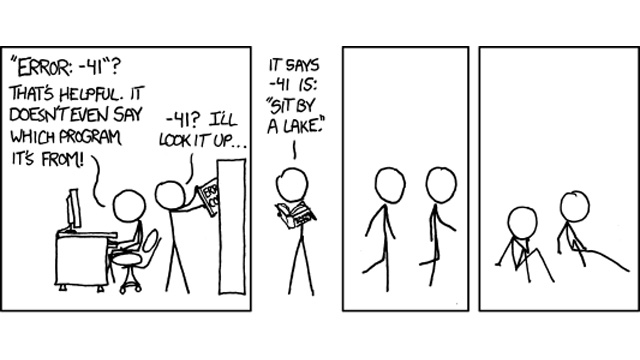 "ERROR: -41"?
THAT'S HELPFUL. IT
DOESN'T EVEN SAY
WHICH PROGRAM
IT'S FROM!
-41? I'LL
LOOK IT UP...
IT SAYS
-41 IS:
"SIT BY
A LAKE."